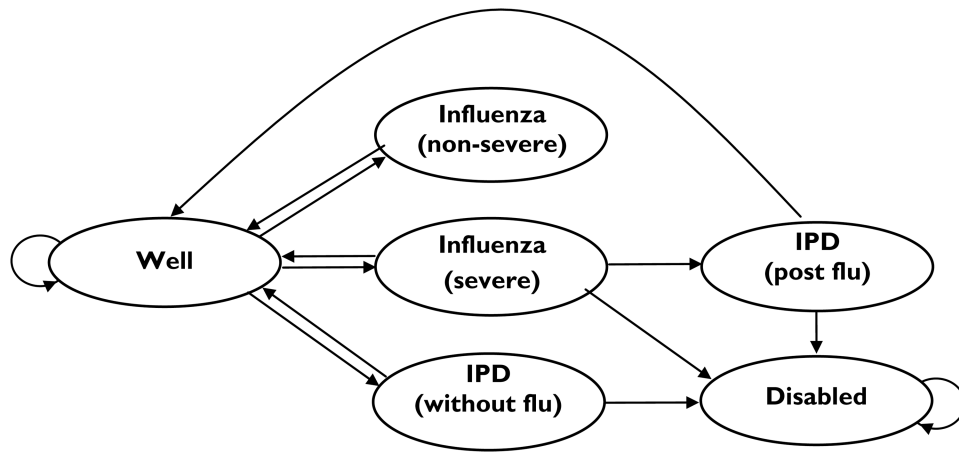 Influenza
(non-severe)
Well
Influenza
(severe)
IPD
(post flu)
IPD
(without flu)
Disabled